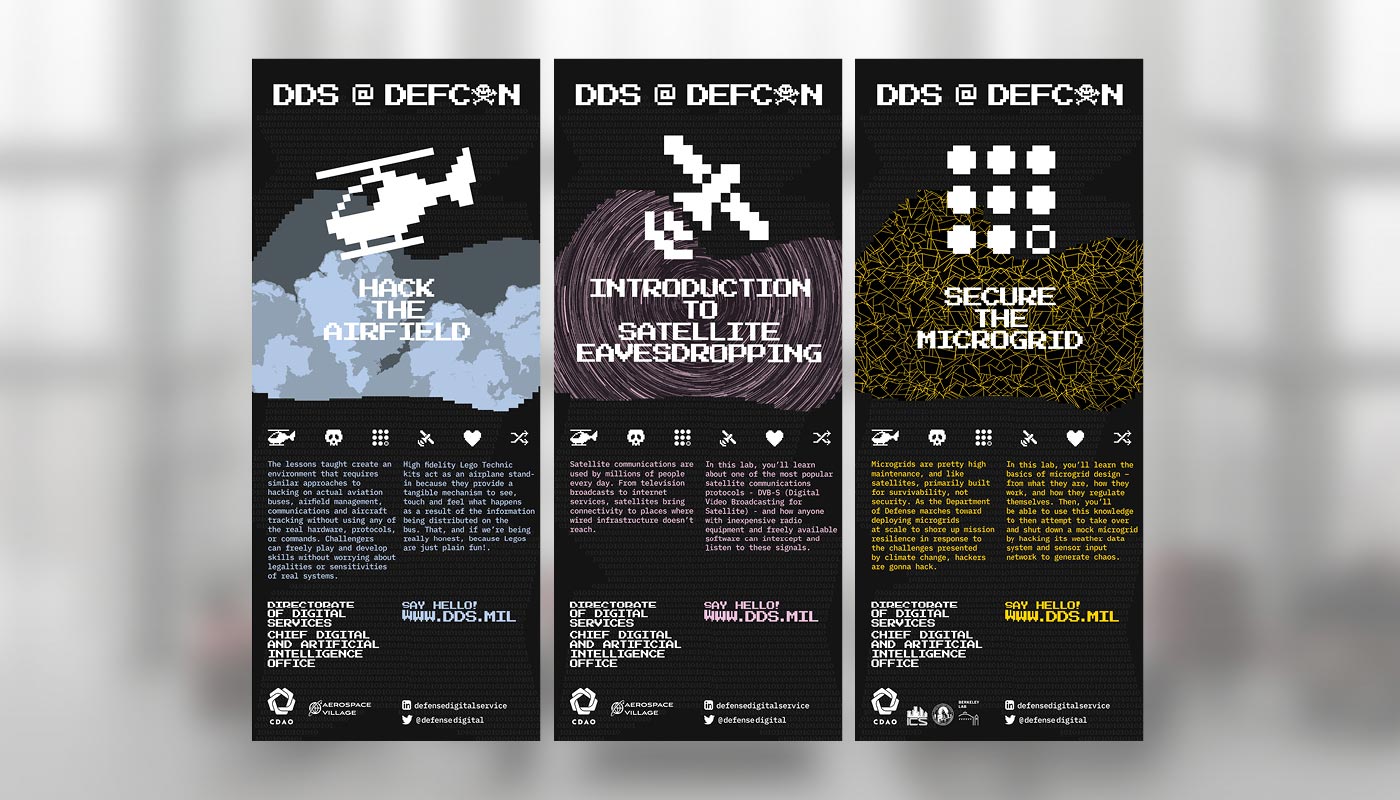 DDS @ DEFCON
HACK
THE
AIRFIELD
The lessons taught create an
environment that requires
similar approaches to
hacking on actual aviation
buses, airfield management,
communications and aircraft
tracking without using any of
the real hardware, protocols,
or commands. Challengers
can freely play and develop
skills without worrying about
legalities or sensitivities
of real systems.
High fidelity Lego Technic
kits act as an airplane stand-
in because they provide a
tangible mechanism to see,
touch and feel what happens
as a result of the information
being distributed on the
bus. That, and if we're being
really honest, because Legos
are just plain fun!.
DIRECTORATE
OF DIGITAL
SERVICES
CHIEF DIGITAL
AND ARTIFICIAL
INTELLIGENCE
OFFICE
SAY HELLO!
WWW.DDS.MIL
CDAO
AEROSPACE
VILLAGE
defensedigitalservice
@defensedigital
DDS @ DEFCON
INTRODUCTION
TO
SATELLITE
EAVESDROPPING
Satellite communications are
used by millions of people
every day. From television
broadcasts to internet
services, satellites bring
connectivity to places where
wired infrastructure doesn't
reach.
In this lab, you'll learn
about one of the most popular
satellite communications
protocols - DVB-S (Digital
Video Broadcasting for
Satellite) - and how anyone
with inexpensive radio
equipment and freely available
software can intercept and
listen to these signals.
DIRECTORATE
OF DIGITAL
SERVICES
CHIEF DIGITAL
AND ARTIFICIAL
INTELLIGENCE
OFFICE
SAY HELLO!
WWW.DDS.MIL
CDAO
AEROSPACE
VILLAGE
defensedigitalservice
@defensedigital
DDS @ DEFCON
SECURE
THE
MICROGRID
Microgrids are pretty high
maintenance, and like
satellites, primarily built
for survivability, not
security. As the Department
of Defense marches toward
deploying microgrids
at scale to shore up mission
resilience in response to
the challenges presented
by climate change, hackers
are gonna hack.
In this lab, you'll learn the
basics of microgrid design –
from what they are, how they
work, and how they regulate
themselves. Then, you'll
be able to use this knowledge
to then attempt to take over
and shut down a mock microgrid
by hacking its weather data
system and sensor input
network to generate chaos.
DIRECTORATE
OF DIGITAL
SERVICES
CHIEF DIGITAL
AND ARTIFICIAL
INTELLIGENCE
OFFICE
SAY HELLO!
WWW.DDS.MIL
CDAO
ICS
BERKELEY
LAB
defensedigitalservice
@defensedigital